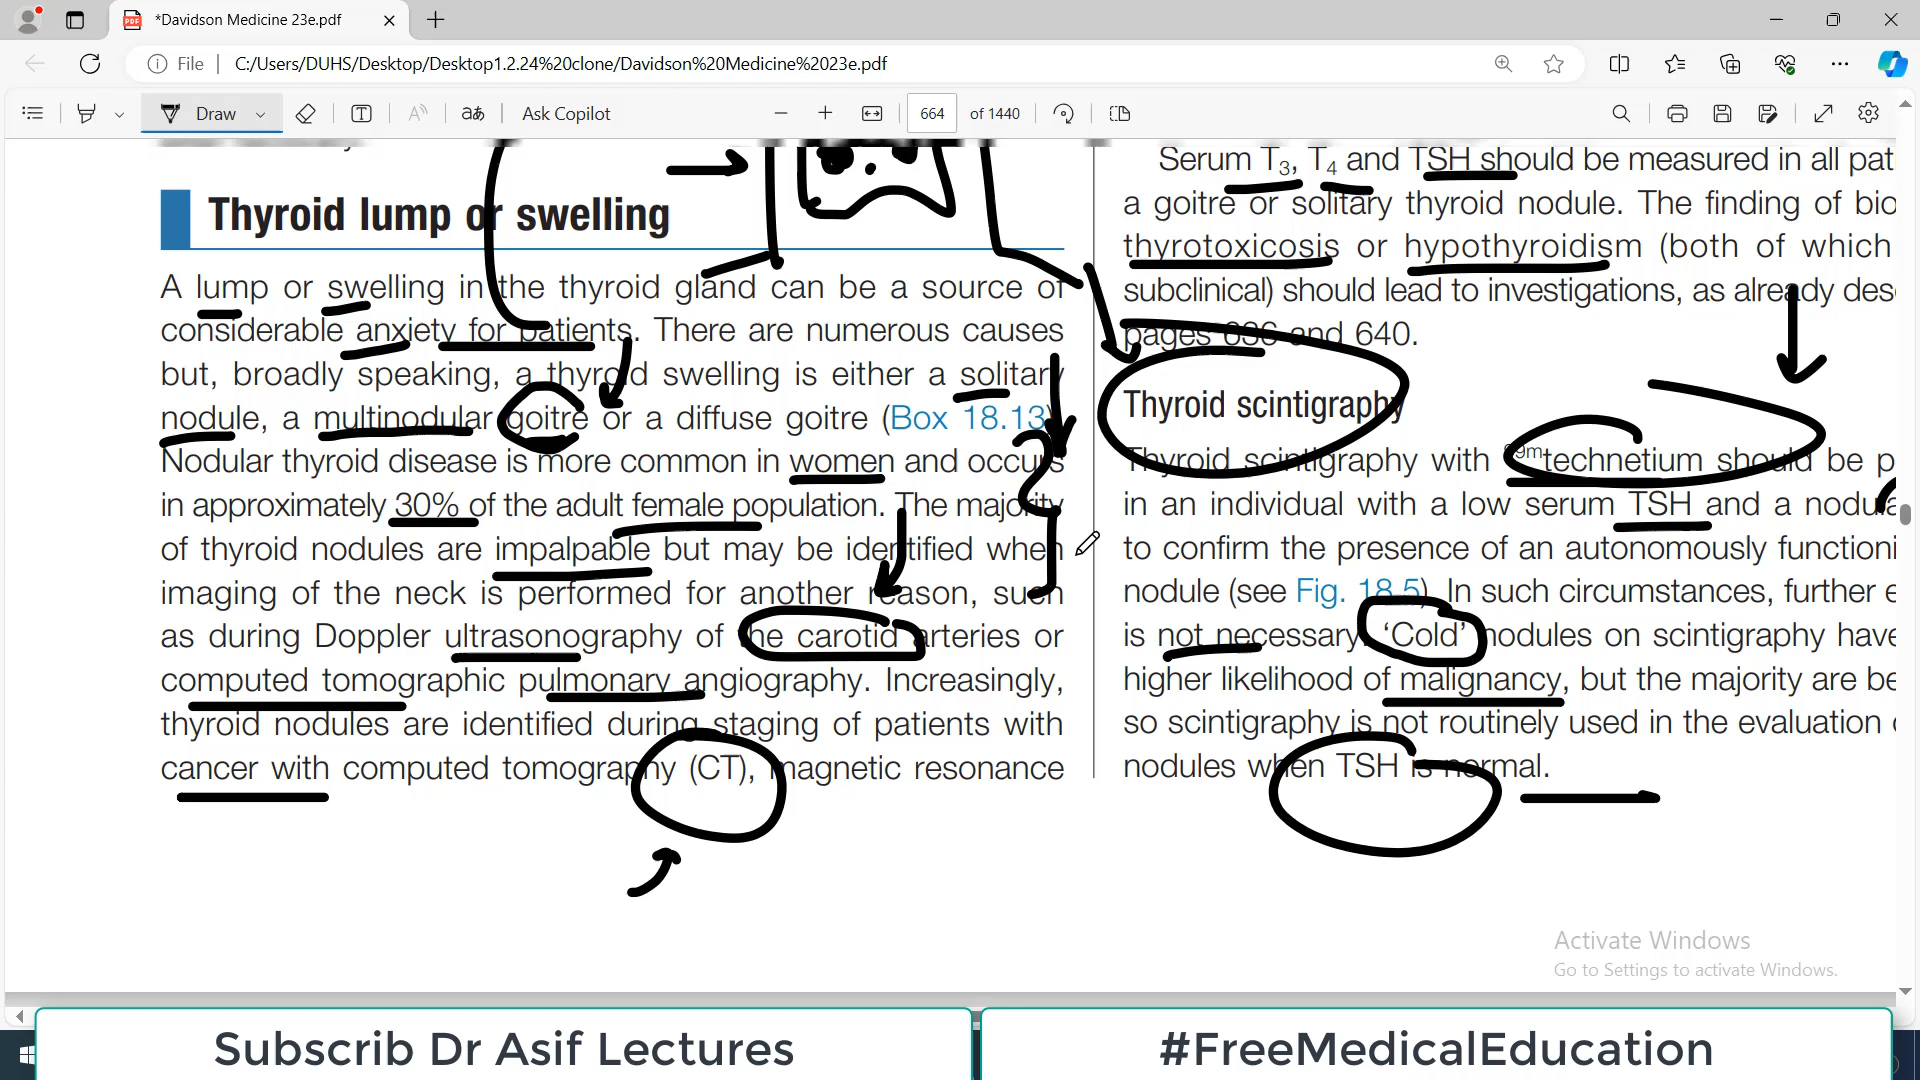 *Davidson Medicine 23e.pdf
File
C:/Users/DUHS/Desktop/Desktop1.2.24%20clone/Davidson%20Medicine%2023e.pdf
Draw
Ask Copilot
664 of 1440
Thyroid lump or swelling
A lump or swelling in the thyroid gland can be a source of
considerable anxiety for patients. There are numerous causes
but, broadly speaking, a thyroid swelling is either a solitary
nodule, a multinodular goitre or a diffuse goitre (Box 18.13).
Nodular thyroid disease is more common in women and occurs
in approximately 30% of the adult female population. The majority
of thyroid nodules are impalpable but may be identified when
imaging of the neck is performed for another reason, such
as during Doppler ultrasonography of the carotid arteries or
computed tomographic pulmonary angiography. Increasingly,
thyroid nodules are identified during staging of patients with
cancer with computed tomography (CT), magnetic resonance
Serum T3, T4 and TSH should be measured in all pat
a goitre or solitary thyroid nodule. The finding of bio
thyrotoxicosis or hypothyroidism (both of which
subclinical) should lead to investigations, as already des
pages 636 and 640.
Thyroid scintigraphy
Thyroid scintigraphy with 99mtechnetium should be p
in an individual with a low serum TSH and a nodula
to confirm the presence of an autonomously functioni
nodule (see Fig. 18.5). In such circumstances, further e
is not necessary. 'Cold' nodules on scintigraphy have
higher likelihood of malignancy, but the majority are be
so scintigraphy is not routinely used in the evaluation
nodules when TSH is normal.
Activate Windows
Go to Settings to activate Windows.
Subscrib Dr Asif Lectures
#FreeMedicalEducation